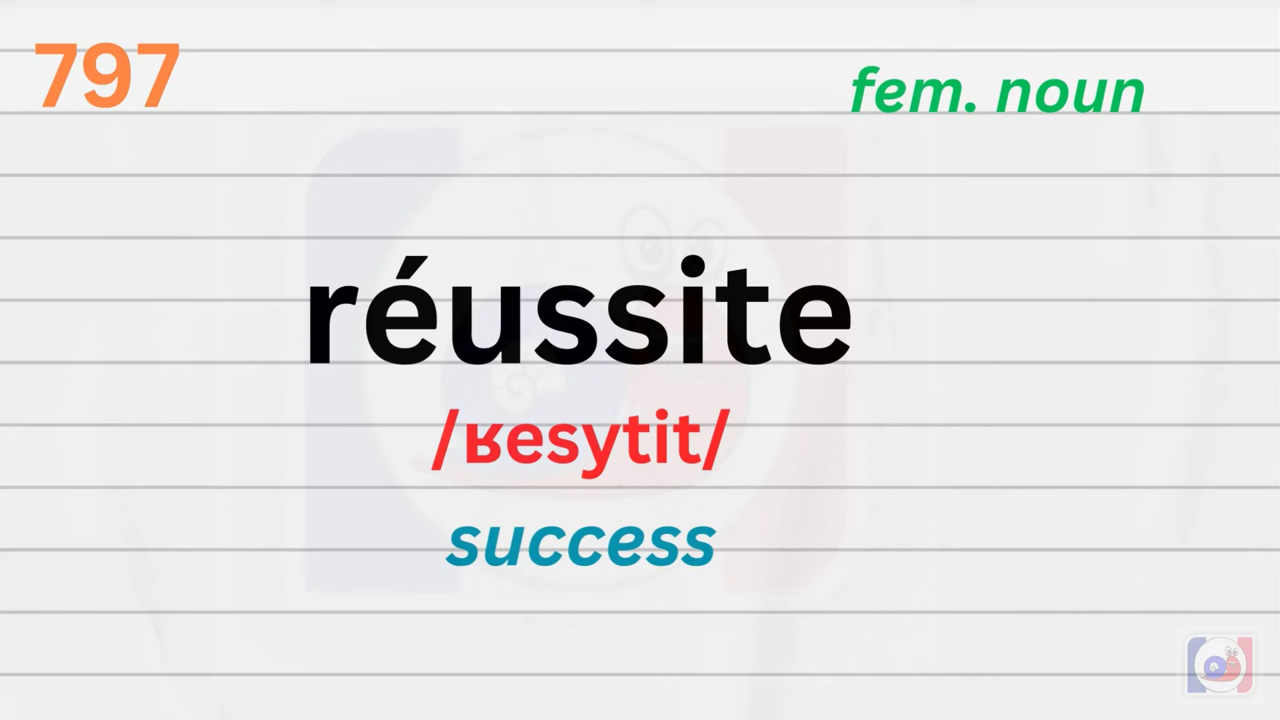 797
fem. noun
réussite
/ʁesytit/
success